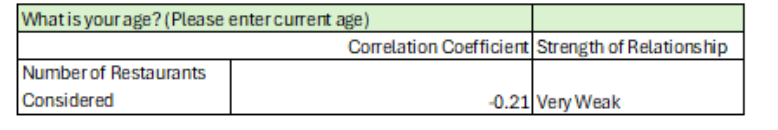 What is your age? (Please enter current age)
Correlation Coefficient Strength of Relationship
Number of Restaurants
Considered -0.21 Very Weak